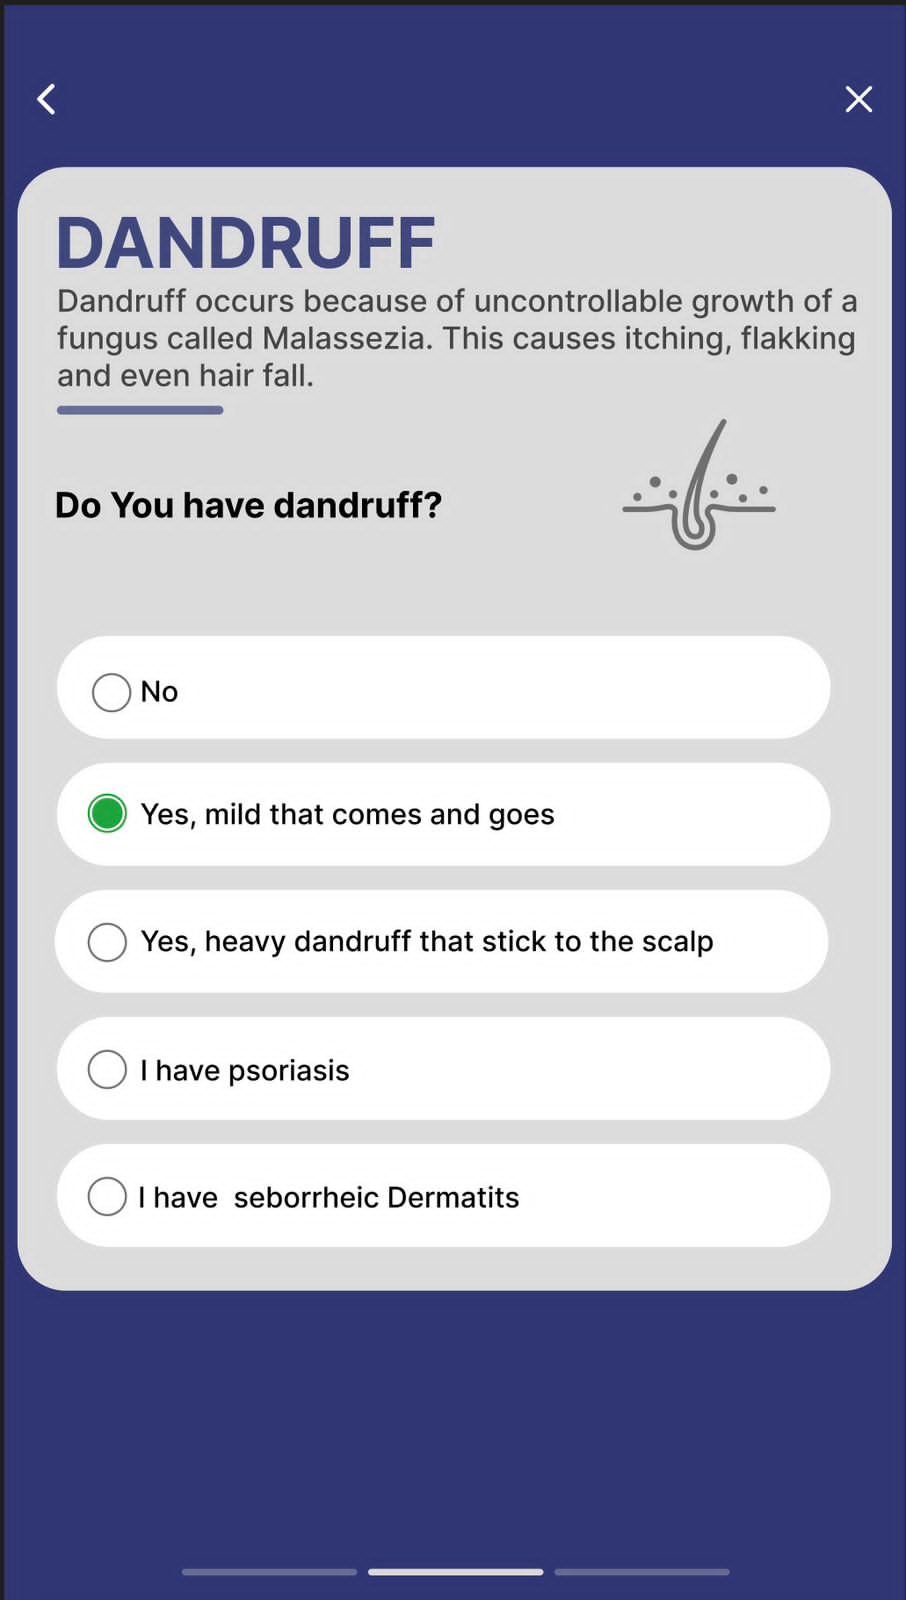 DANDRUFF
Dandruff occurs because of uncontrollable growth of a
fungus called Malassezia. This causes itching, flakking
and even hair fall.
Do You have dandruff?
No
Yes, mild that comes and goes
Yes, heavy dandruff that stick to the scalp
I have psoriasis
I have  seborrheic Dermatits